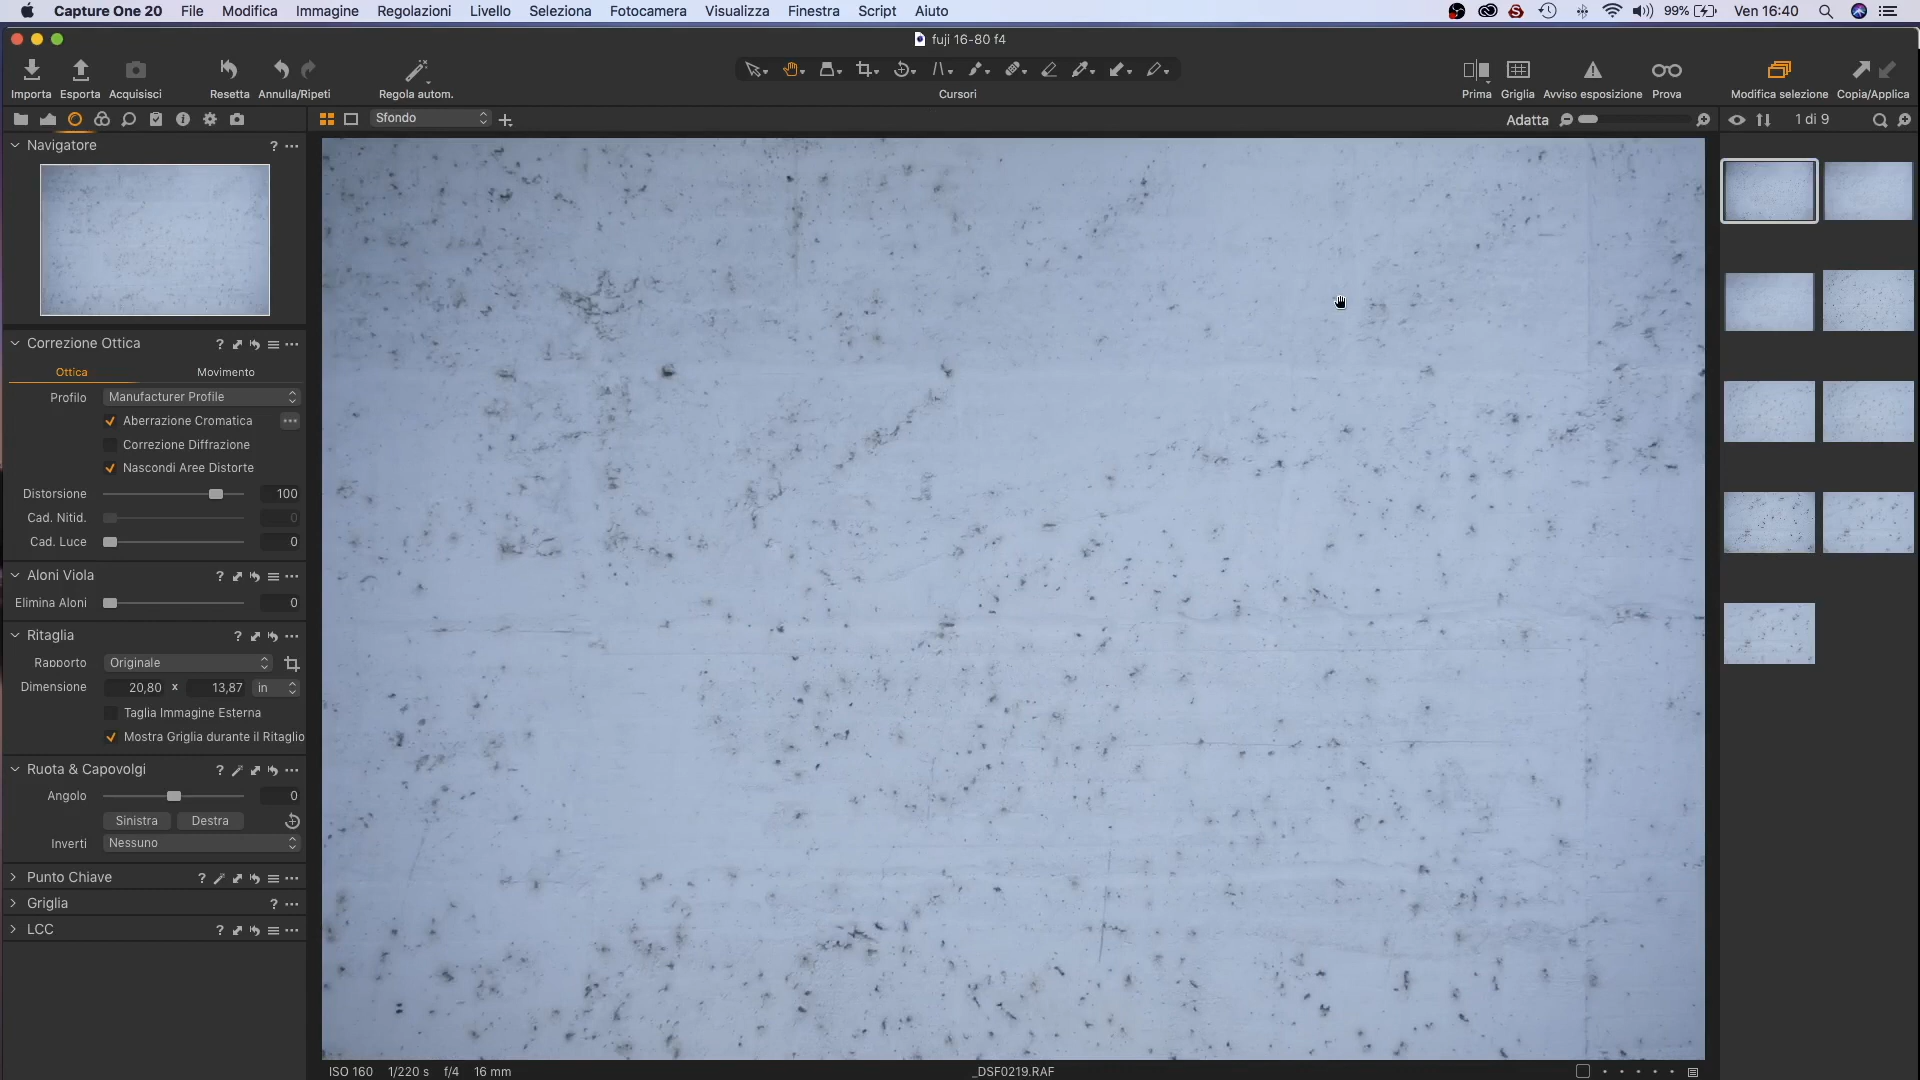 Capture One 20 File Modifica Immagine Regolazioni Livello Seleziona Fotocamera Visualizza Finestra Script Aiuto 99% Ven 16:40
fuji 16-80 f4
Importa Esporta Acquisisci Resetta Annulla/Ripeti Regola autom. Cursori Prima Griglia Avviso esposizione Prova Modifica selezione Copia/Applica
Sfondo Adatta 1 di 9
Navigatore
Correzione Ottica
Ottica Movimento
Profilo Manufacturer Profile
Aberrazione Cromatica
Correzione Diffrazione
Nascondi Aree Distorte
Distorsione 100
Cad. Nitid. 0
Cad. Luce 0
Aloni Viola
Elimina Aloni 0
Ritaglia
Rapporto Originale
Dimensione 20,80 x 13,87 in
Taglia Immagine Esterna
Mostra Griglia durante il Ritaglio
Ruota & Capovolgi
Angolo 0
Sinistra Destra
Inverti Nessuno
Punto Chiave
Griglia
LCC
ISO 160 1/220 s f/4 16 mm _DSF0219.RAF